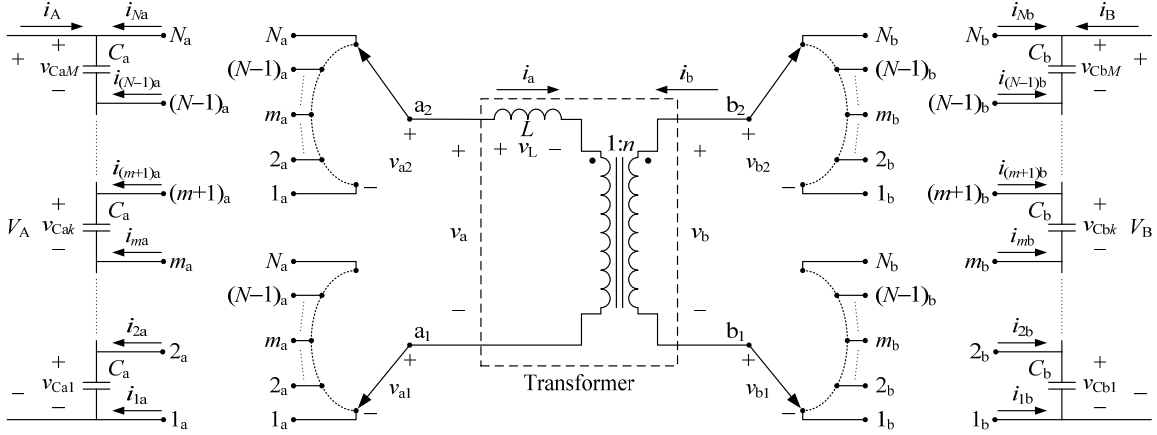 i_A i_Na N_a N_a N_b N_b i_Nb i_B
+ + C_a (N−1)_a (N−1)_b C_b + +
v_CaM i_(N−1)a i_a i_b i_(N−1)b v_CbM
− (N−1)_a m_a a_2 b_2 m_b (N−1)_b −
+ L +
2_a v_a2 + + v_L − 1:n + v_b2 2_b
i_(m+1)a 1_a − − 1_b i_(m+1)b
+ (m+1)_a (m+1)_b +
V_A v_Cak C_a v_a v_b C_b v_Cbk V_B
− i_ma i_mb −
m_a N_a N_b m_b
(N−1)_a (N−1)_b
i_2a m_a − − m_b i_2b
2_a a_1 b_1 2_b
+ C_a 2_a + + 2_b C_b +
v_Ca1 v_a1 Transformer v_b1 v_Cb1
− − i_1a − − i_1b − −
1_a 1_a 1_b 1_b